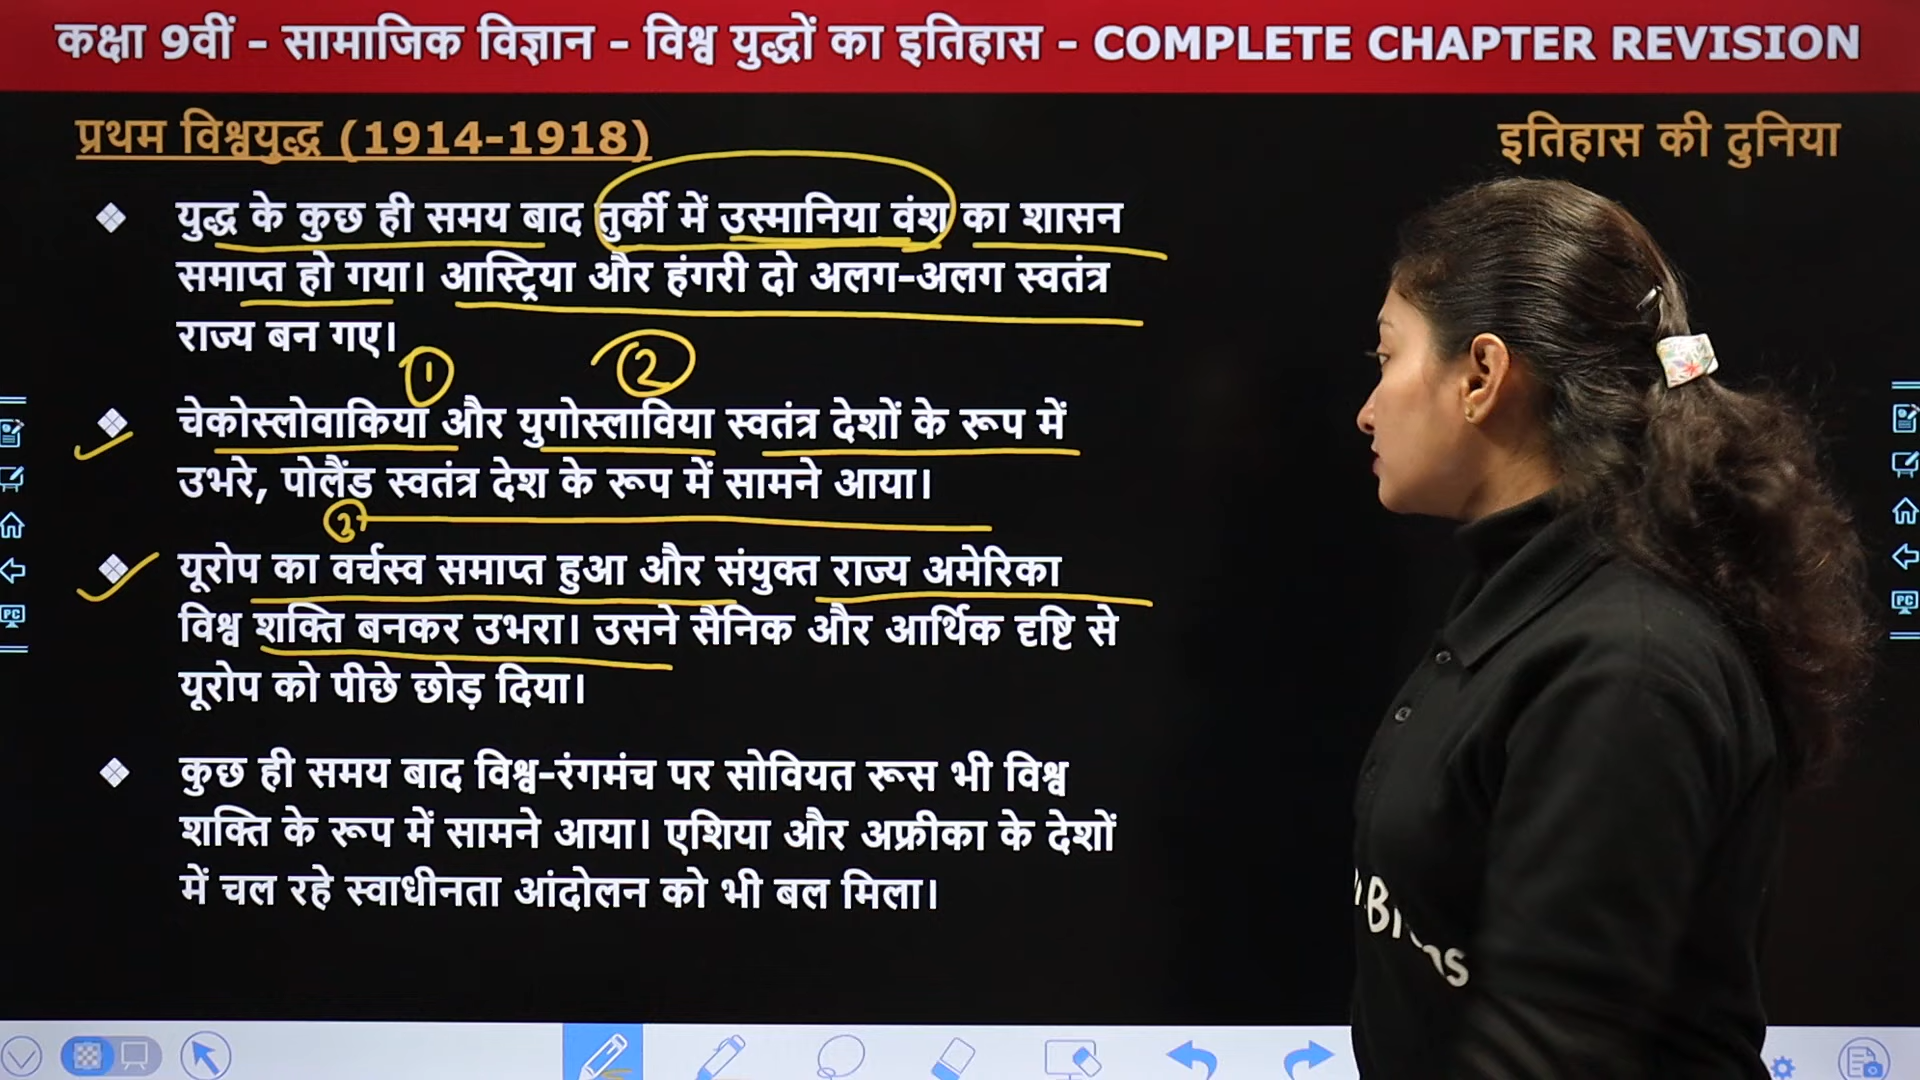 कक्षा 9वीं - सामाजिक विज्ञान - विश्व युद्धों का इतिहास - COMPLETE CHAPTER REVISION
प्रथम विश्वयुद्ध (1914-1918)
इतिहास की दुनिया
❖ युद्ध के कुछ ही समय बाद तुर्की में उस्मानिया वंश का शासन
समाप्त हो गया। आस्ट्रिया और हंगरी दो अलग-अलग स्वतंत्र
राज्य बन गए।
1 2
❖ चेकोस्लोवाकिया और युगोस्लाविया स्वतंत्र देशों के रूप में
उभरे, पोलैंड स्वतंत्र देश के रूप में सामने आया।
3
❖ यूरोप का वर्चस्व समाप्त हुआ और संयुक्त राज्य अमेरिका
विश्व शक्ति बनकर उभरा। उसने सैनिक और आर्थिक दृष्टि से
यूरोप को पीछे छोड़ दिया।
❖ कुछ ही समय बाद विश्व-रंगमंच पर सोवियत रूस भी विश्व
शक्ति के रूप में सामने आया। एशिया और अफ्रीका के देशों
में चल रहे स्वाधीनता आंदोलन को भी बल मिला।
PC
PC